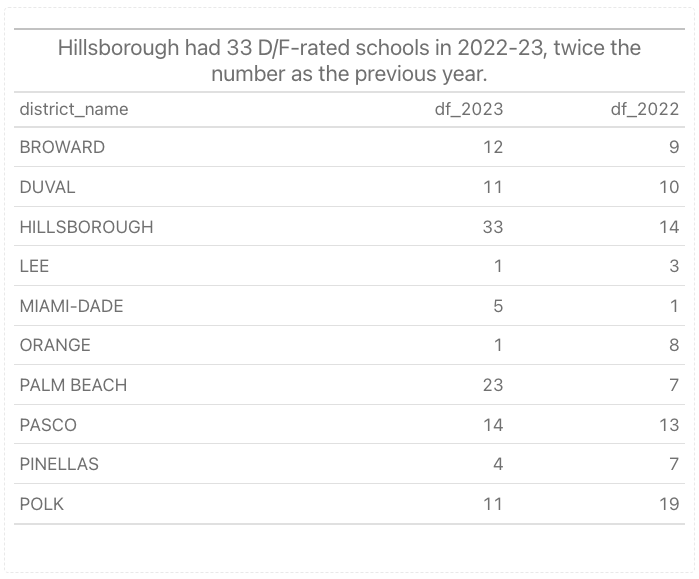 Hillsborough had 33 D/F-rated schools in 2022-23, twice the
number as the previous year.
district_name df_2023 df_2022
BROWARD 12 9
DUVAL 11 10
HILLSBOROUGH 33 14
LEE 1 3
MIAMI-DADE 5 1
ORANGE 1 8
PALM BEACH 23 7
PASCO 14 13
PINELLAS 4 7
POLK 11 19